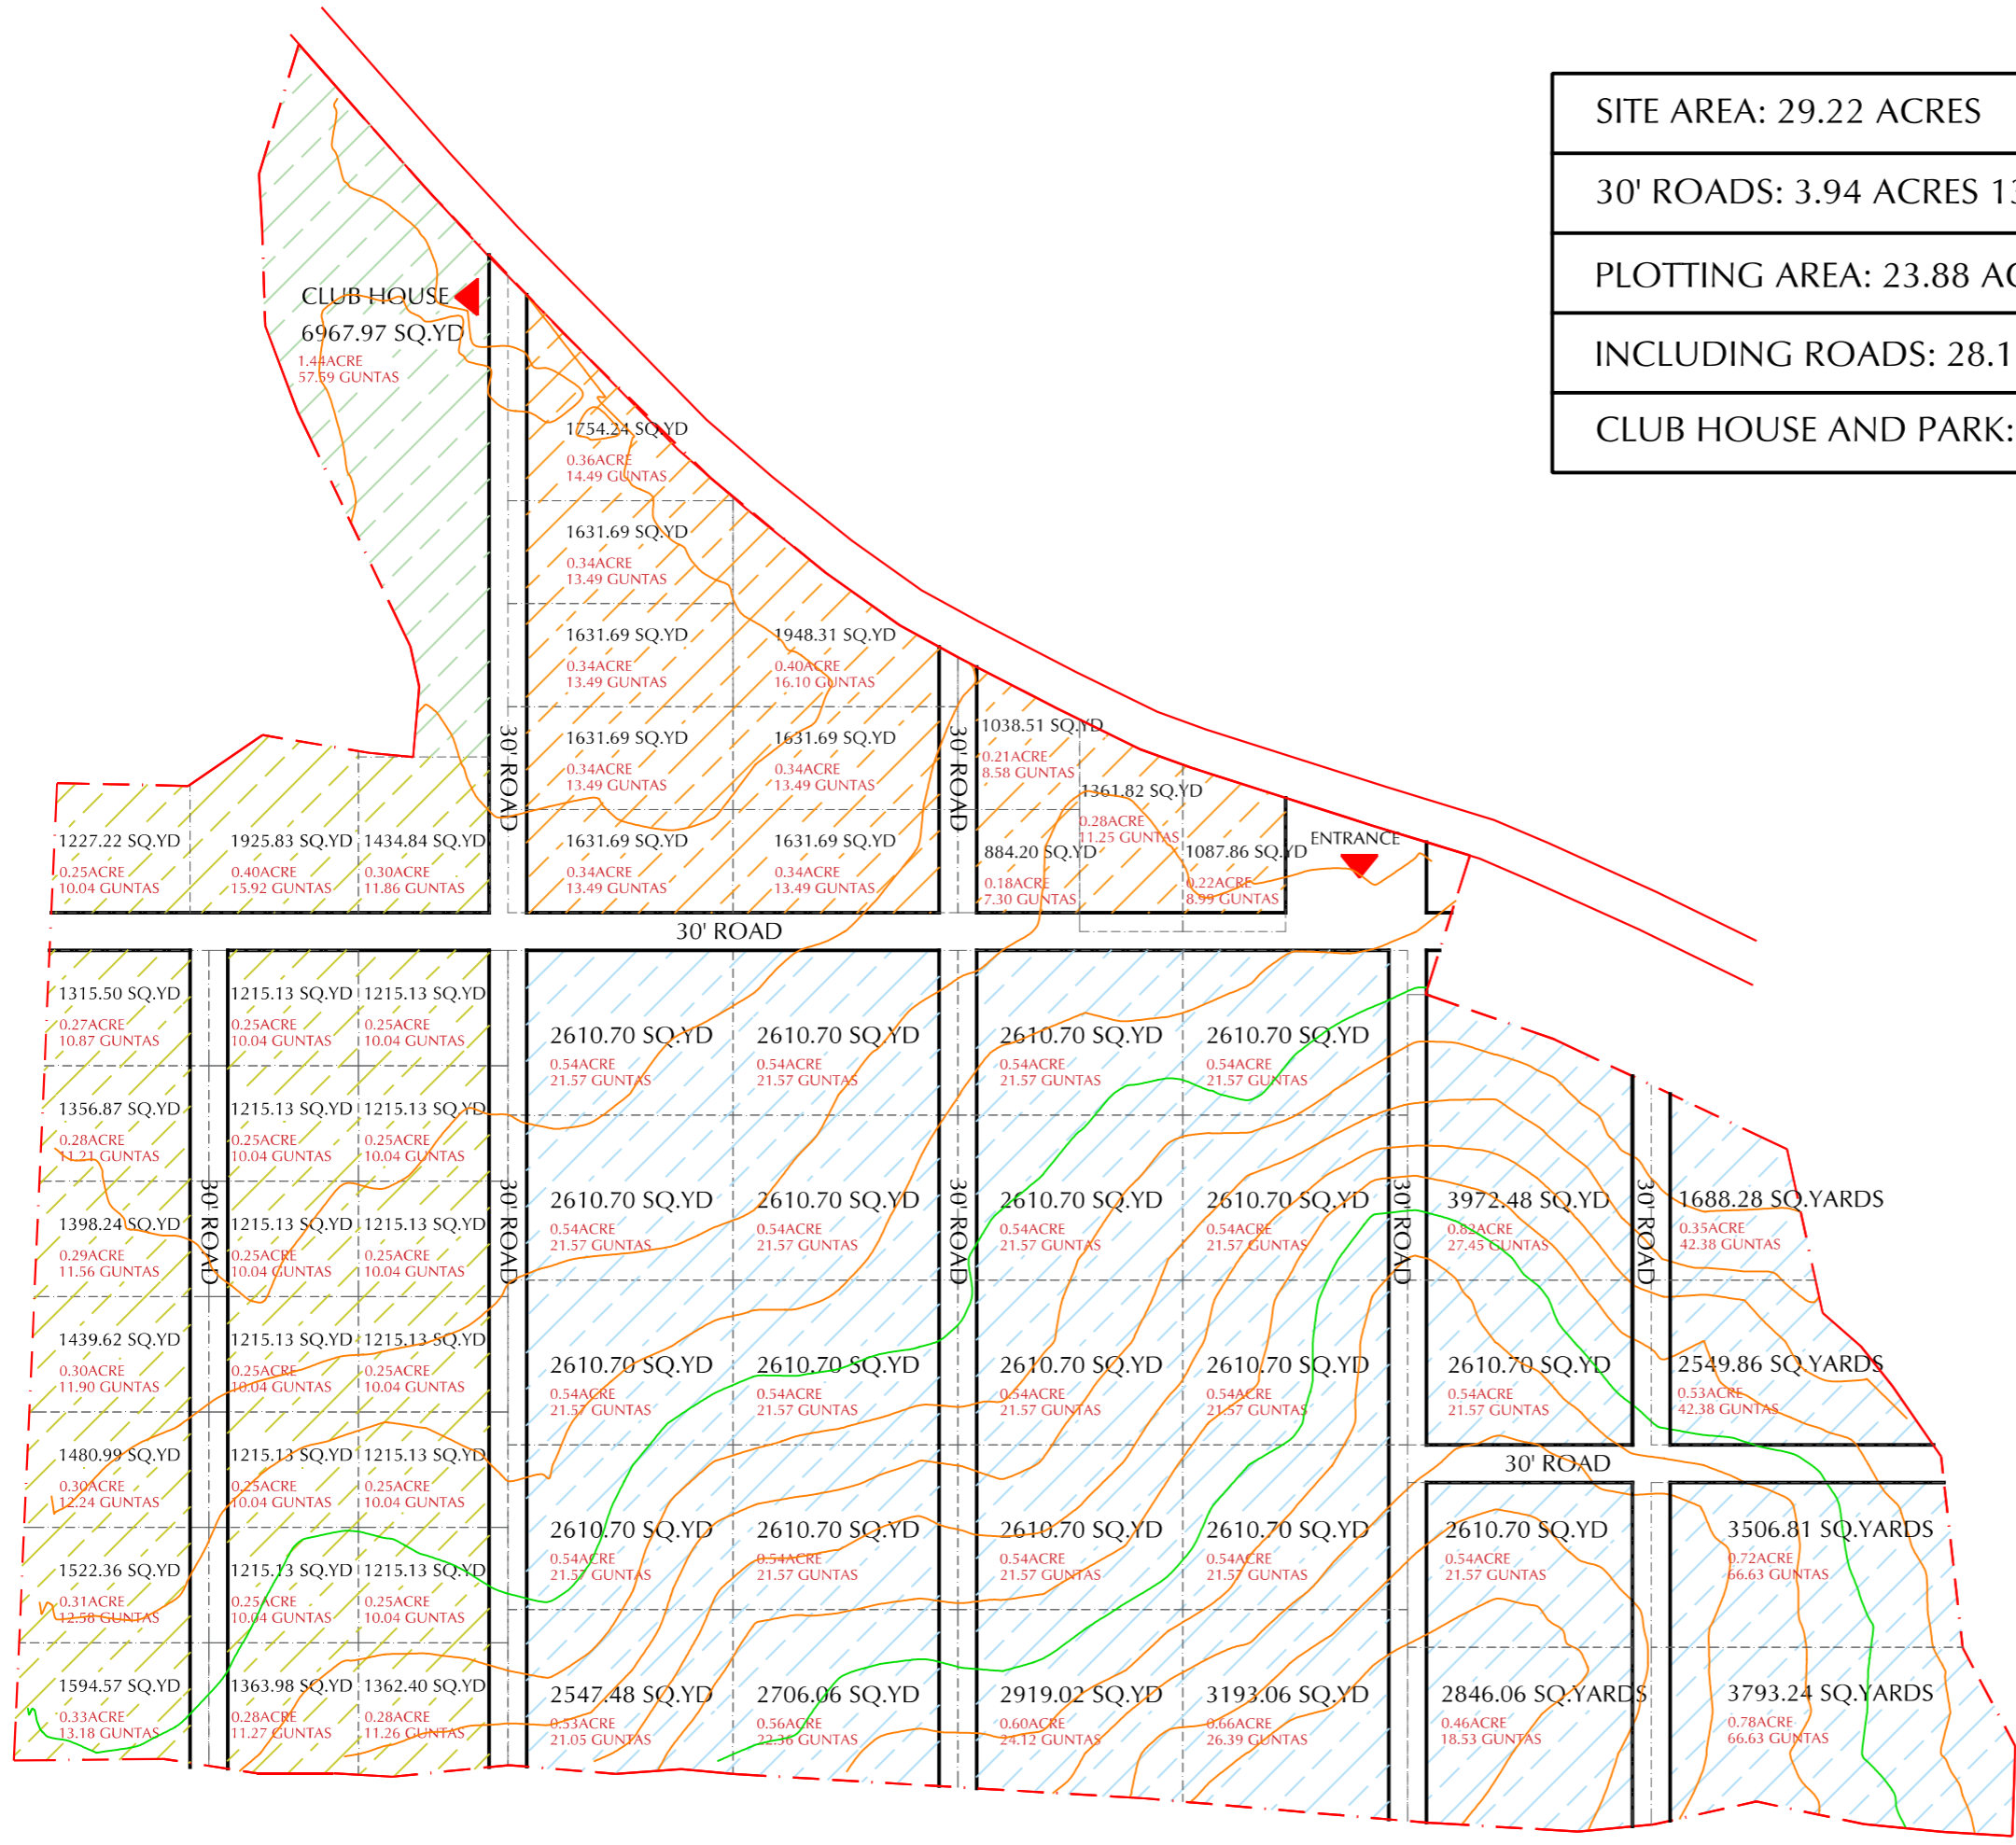 SITE AREA: 29.22 ACRES
30' ROADS: 3.94 ACRES
PLOTTING AREA: 23.88
INCLUDING ROADS: 28.1
CLUB HOUSE AND PARK:
CLUB HOUSE
6967.97 SQ.YD
1.44ACRE
57.59 GUNTAS
1754.24 SQ.YD
0.36ACRE
14.49 GUNTAS
1631.69 SQ.YD
0.34ACRE
13.49 GUNTAS
1631.69 SQ.YD
0.34ACRE
13.49 GUNTAS
1948.31 SQ.YD
0.40ACRE
16.10 GUNTAS
1631.69 SQ.YD
0.34ACRE
13.49 GUNTAS
1631.69 SQ.YD
0.34ACRE
13.49 GUNTAS
1631.69 SQ.YD
0.34ACRE
13.49 GUNTAS
1631.69 SQ.YD
0.34ACRE
13.49 GUNTAS
30' ROAD
30' ROAD
1038.51 SQ.YD
0.21ACRE
8.58 GUNTAS
1361.82 SQ.YD
0.28ACRE
11.25 GUNTAS
884.20 SQ.YD
0.18ACRE
7.30 GUNTAS
1087.86 SQ.YD
0.22ACRE
8.99 GUNTAS
ENTRANCE
1227.22 SQ.YD
0.25ACRE
10.04 GUNTAS
1925.83 SQ.YD
0.40ACRE
15.92 GUNTAS
1434.84 SQ.YD
0.30ACRE
11.86 GUNTAS
30' ROAD
1315.50 SQ.YD
0.27ACRE
10.87 GUNTAS
1215.13 SQ.YD
0.25ACRE
10.04 GUNTAS
1215.13 SQ.YD
0.25ACRE
10.04 GUNTAS
1356.87 SQ.YD
0.28ACRE
11.21 GUNTAS
1215.13 SQ.YD
0.25ACRE
10.04 GUNTAS
1215.13 SQ.YD
0.25ACRE
10.04 GUNTAS
1398.24 SQ.YD
0.29ACRE
11.56 GUNTAS
1215.13 SQ.YD
0.25ACRE
10.04 GUNTAS
1215.13 SQ.YD
0.25ACRE
10.04 GUNTAS
1439.62 SQ.YD
0.30ACRE
11.90 GUNTAS
1215.13 SQ.YD
0.25ACRE
10.04 GUNTAS
1215.13 SQ.YD
0.25ACRE
10.04 GUNTAS
1480.99 SQ.YD
0.30ACRE
12.24 GUNTAS
1215.13 SQ.YD
0.25ACRE
10.04 GUNTAS
1215.13 SQ.YD
0.25ACRE
10.04 GUNTAS
1522.36 SQ.YD
0.31ACRE
12.58 GUNTAS
1215.13 SQ.YD
0.25ACRE
10.04 GUNTAS
1215.13 SQ.YD
0.25ACRE
10.04 GUNTAS
1594.57 SQ.YD
0.33ACRE
13.18 GUNTAS
1363.98 SQ.YD
0.28ACRE
11.27 GUNTAS
1362.40 SQ.YD
0.28ACRE
11.26 GUNTAS
30' ROAD
30' ROAD
30' ROAD
30' ROAD
30' ROAD
2610.70 SQ.YD
0.54ACRE
21.57 GUNTAS
2610.70 SQ.YD
0.54ACRE
21.57 GUNTAS
2610.70 SQ.YD
0.54ACRE
21.57 GUNTAS
2610.70 SQ.YD
0.54ACRE
21.57 GUNTAS
2610.70 SQ.YD
0.54ACRE
21.57 GUNTAS
2610.70 SQ.YD
0.54ACRE
21.57 GUNTAS
2610.70 SQ.YD
0.54ACRE
21.57 GUNTAS
2610.70 SQ.YD
0.54ACRE
21.57 GUNTAS
3972.48 SQ.YD
0.82ACRE
27.45 GUNTAS
1688.28 SQ.YARDS
0.35ACRE
42.38 GUNTAS
2610.70 SQ.YD
0.54ACRE
21.57 GUNTAS
2610.70 SQ.YD
0.54ACRE
21.57 GUNTAS
2610.70 SQ.YD
0.54ACRE
21.57 GUNTAS
2610.70 SQ.YD
0.54ACRE
21.57 GUNTAS
2610.70 SQ.YD
0.54ACRE
21.57 GUNTAS
2549.86 SQ.YARDS
0.53ACRE
42.38 GUNTAS
30' ROAD
2610.70 SQ.YD
0.54ACRE
21.57 GUNTAS
2610.70 SQ.YD
0.54ACRE
21.57 GUNTAS
2610.70 SQ.YD
0.54ACRE
21.57 GUNTAS
2610.70 SQ.YD
0.54ACRE
21.57 GUNTAS
2610.70 SQ.YD
0.54ACRE
21.57 GUNTAS
3506.81 SQ.YARDS
0.72ACRE
66.63 GUNTAS
2547.48 SQ.YD
0.53ACRE
21.05 GUNTAS
2706.06 SQ.YD
0.56ACRE
22.36 GUNTAS
2919.02 SQ.YD
0.60ACRE
24.12 GUNTAS
3193.06 SQ.YD
0.66ACRE
26.39 GUNTAS
2846.06 SQ.YARDS
0.46ACRE
18.53 GUNTAS
3793.24 SQ.YARDS
0.78ACRE
66.63 GUNTAS